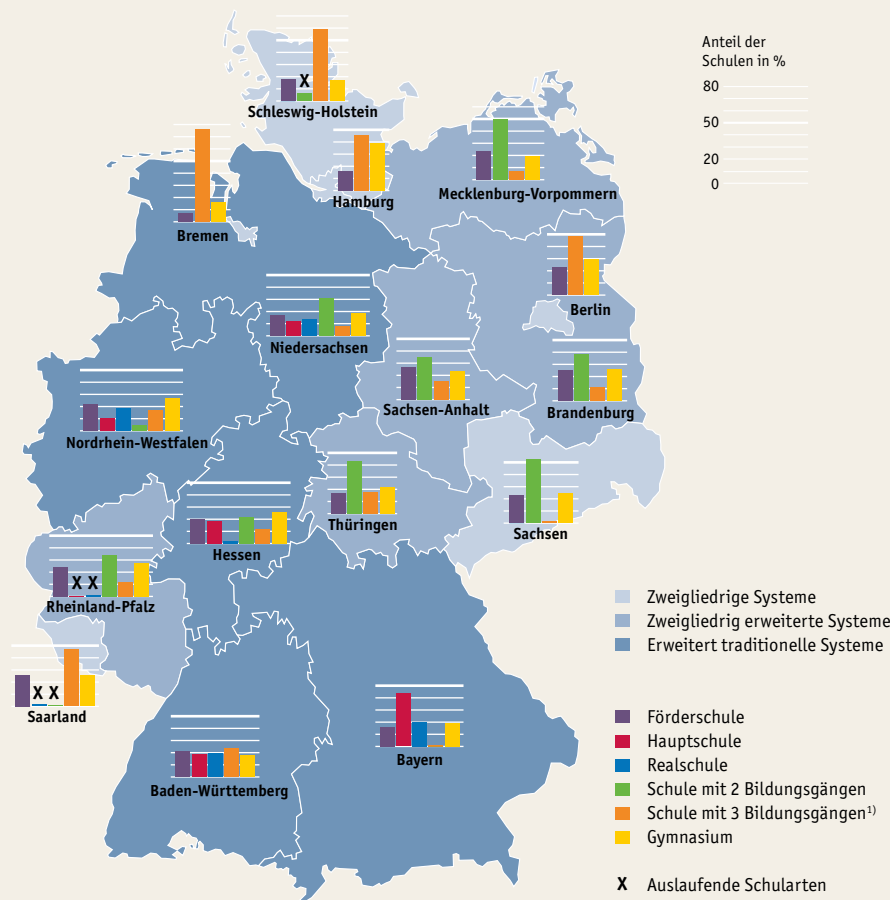 Anteil der
Schulen in %
80
50
20
0
X
Schleswig-Holstein
Hamburg
Mecklenburg-Vorpommern
Bremen
Berlin
Niedersachsen
Sachsen-Anhalt
Brandenburg
Nordrhein-Westfalen
Thüringen
Sachsen
Hessen
X X
Rheinland-Pfalz
X X
Saarland
Baden-Württemberg
Bayern
Zweigliedrige Systeme
Zweigliedrig erweiterte Systeme
Erweitert traditionelle Systeme
Förderschule
Hauptschule
Realschule
Schule mit 2 Bildungsgängen
Schule mit 3 Bildungsgängen¹⁾
Gymnasium
X Auslaufende Schularten